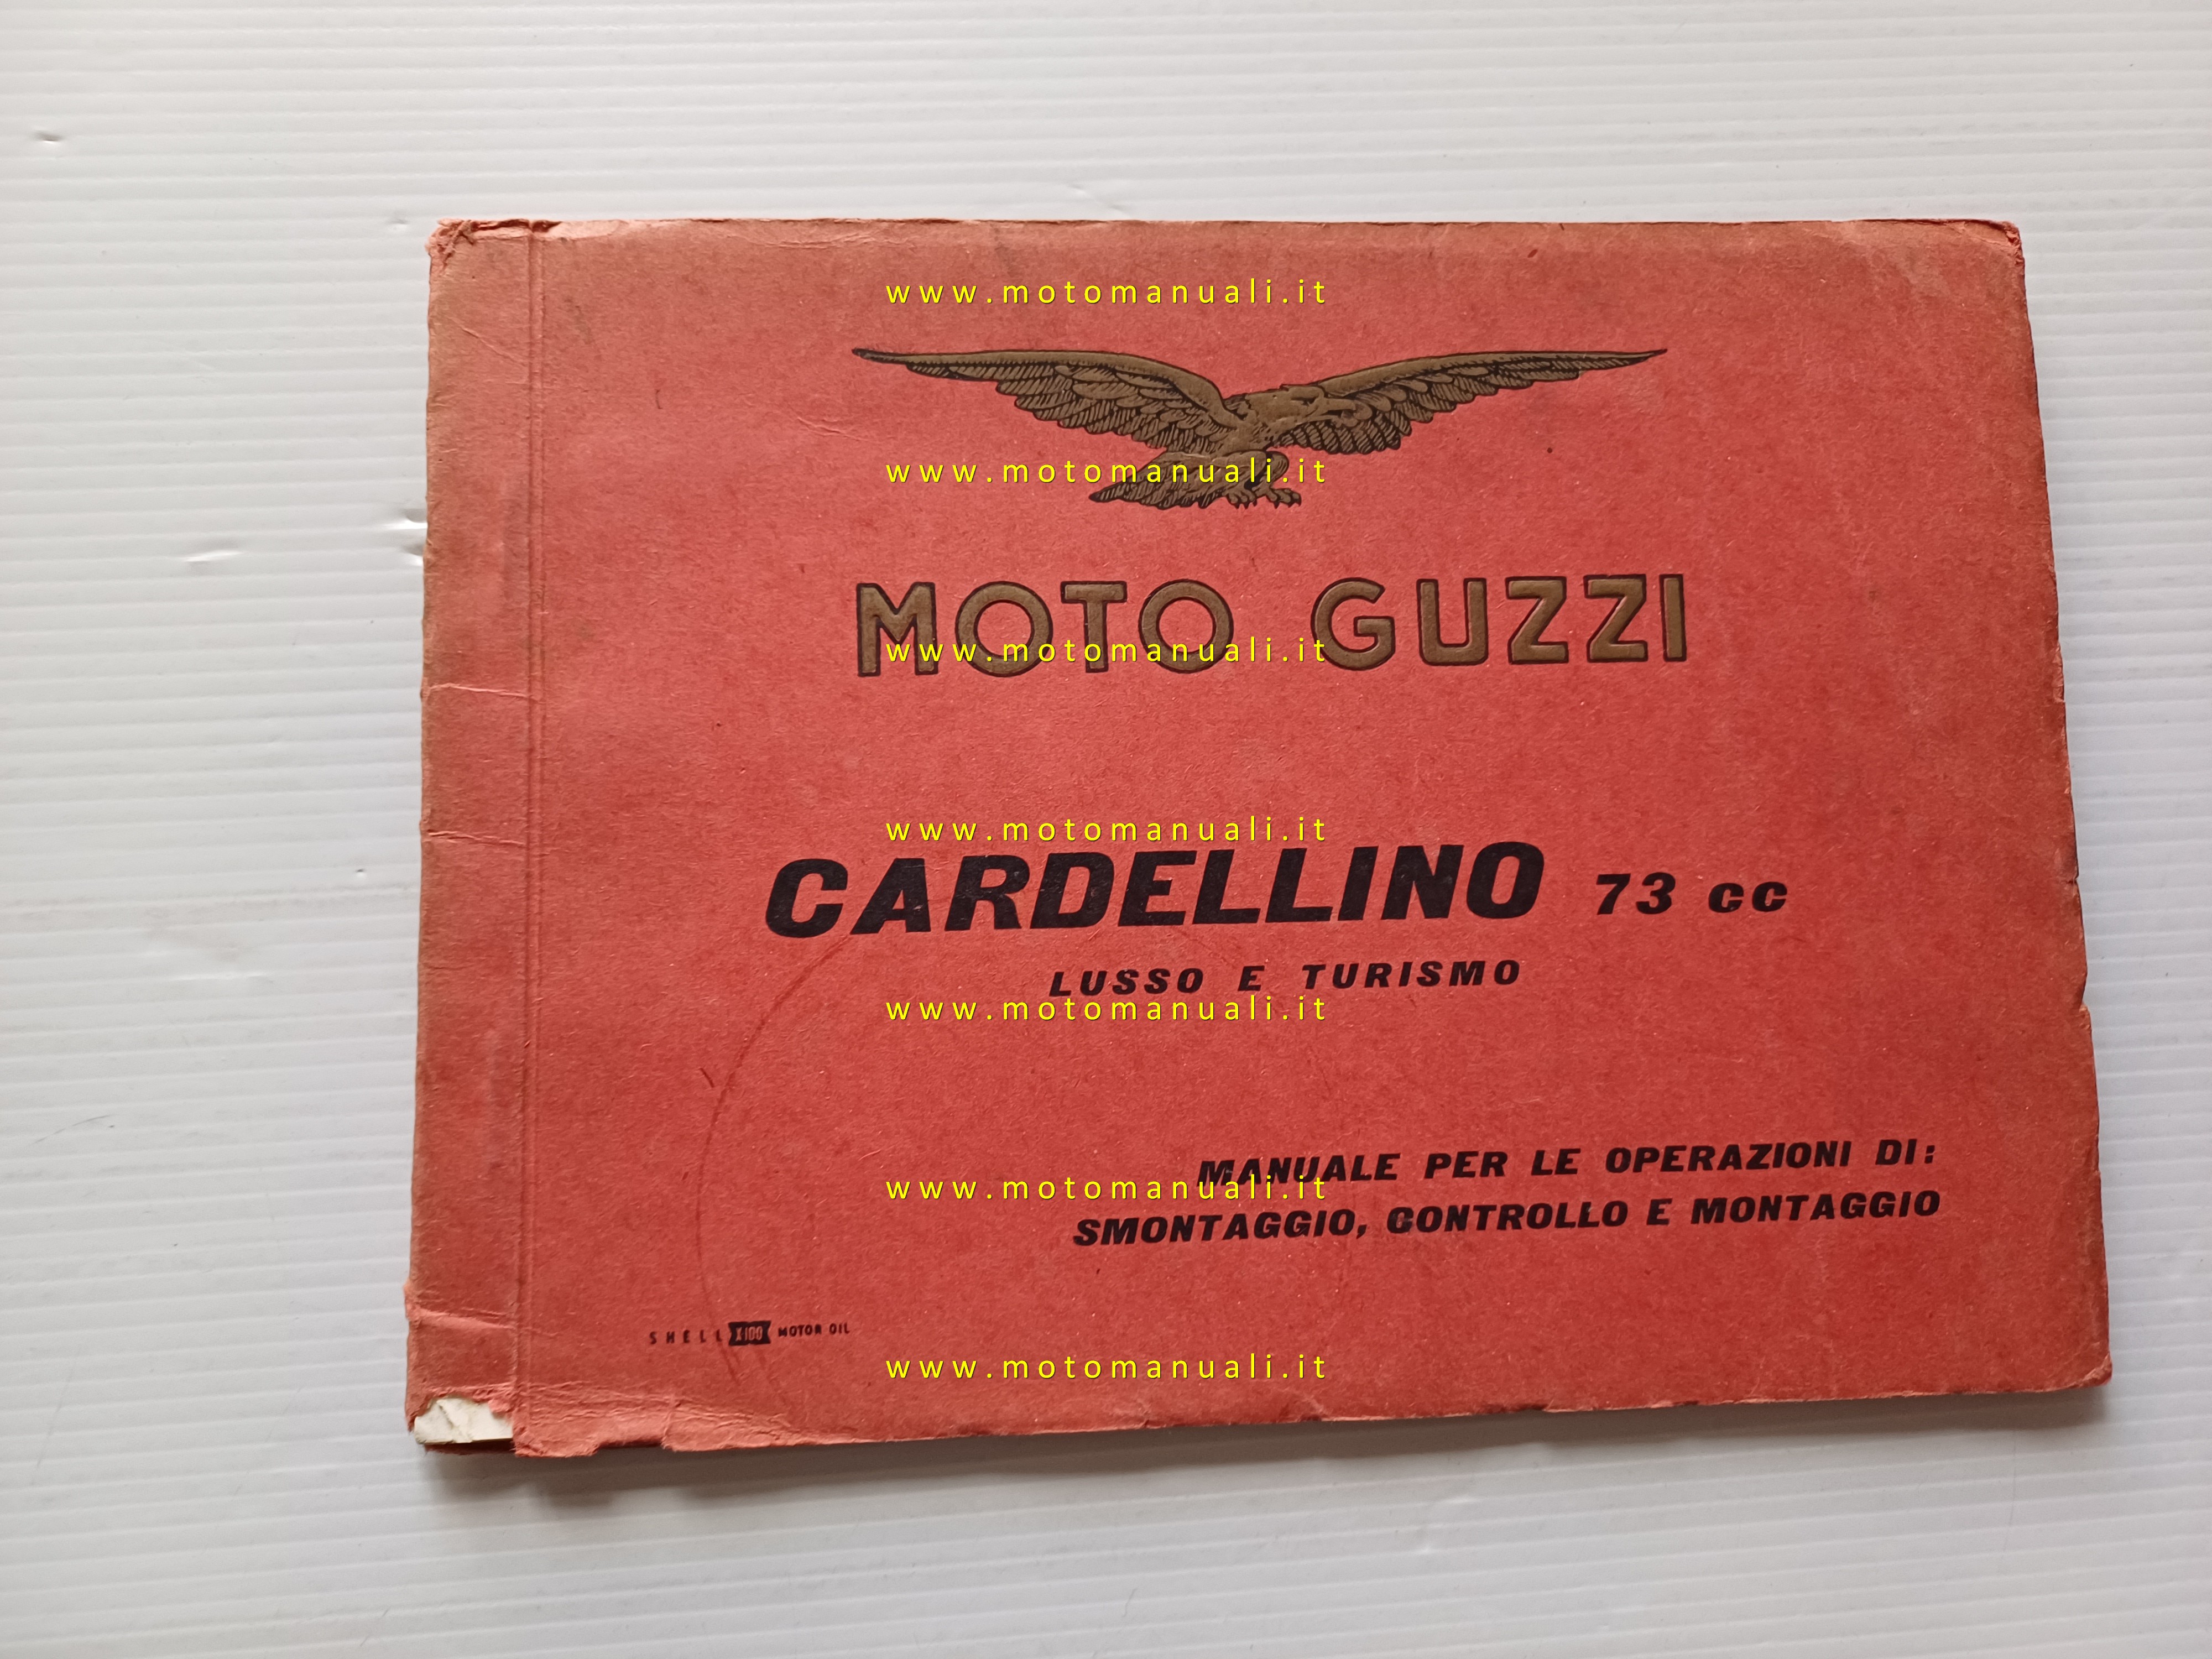 www.motomanuali.it
www.motomanuali.it
MOTO GUZZI
www.motomanuali.it
www.motomanuali.it
CARDELLINO 73 cc
LUSSO E TURISMO
www.motomanuali.it
MANUALE PER LE OPERAZIONI DI:
www.motomanuali.it
SMONTAGGIO, CONTROLLO E MONTAGGIO
SHELL X-100 MOTOR OIL
www.motomanuali.it